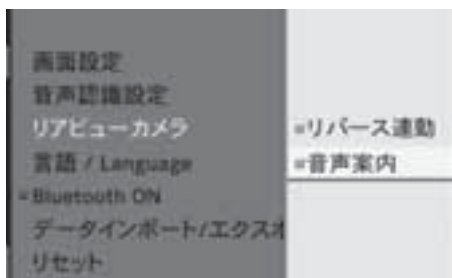 画面設定
音声認識設定
リアビューカメラ
言語 / Language
Bluetooth ON
データインポート/エクスポ
リセット
リバース連動
音声案内